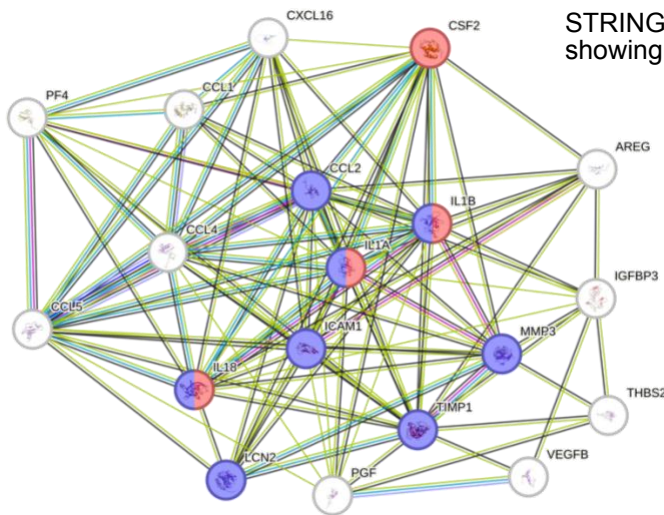 STRING
showing
CXCL16
CSF2
PF4
CCL1
AREG
CCL2
IL1B
CCL4
IL1A
IGFBP3
CCL5
ICAM1
MMP3
IL18
THBS2
TIMP1
LCN2
PGF
VEGFB